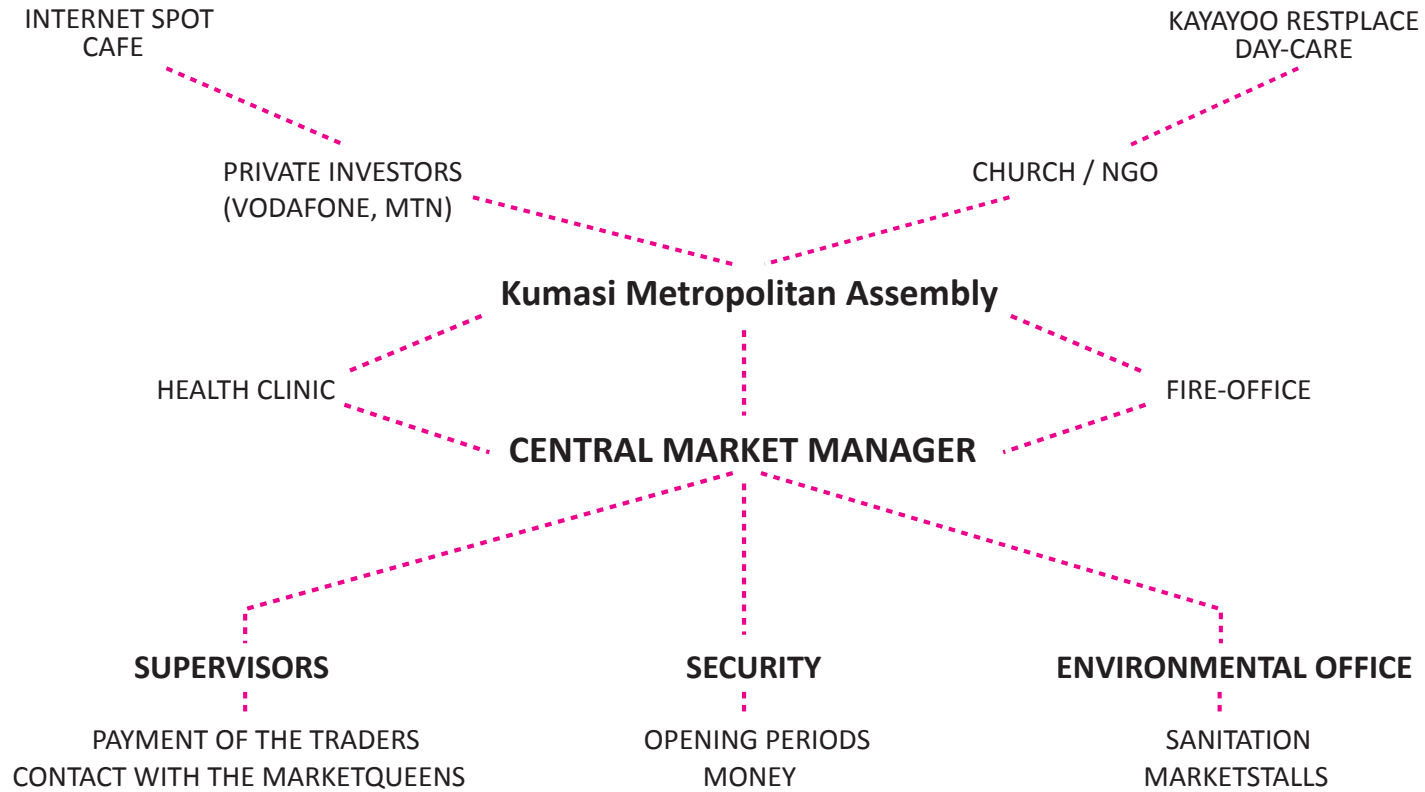 INTERNET SPOT
CAFE
KAYAYOO RESTPLACE
DAY-CARE
PRIVATE INVESTORS
(VODAFONE, MTN)
CHURCH / NGO
Kumasi Metropolitan Assembly
HEALTH CLINIC
FIRE-OFFICE
CENTRAL MARKET MANAGER
SUPERVISORS
PAYMENT OF THE TRADERS
CONTACT WITH THE MARKETQUEENS
SECURITY
OPENING PERIODS
MONEY
ENVIRONMENTAL OFFICE
SANITATION
MARKETSTALLS